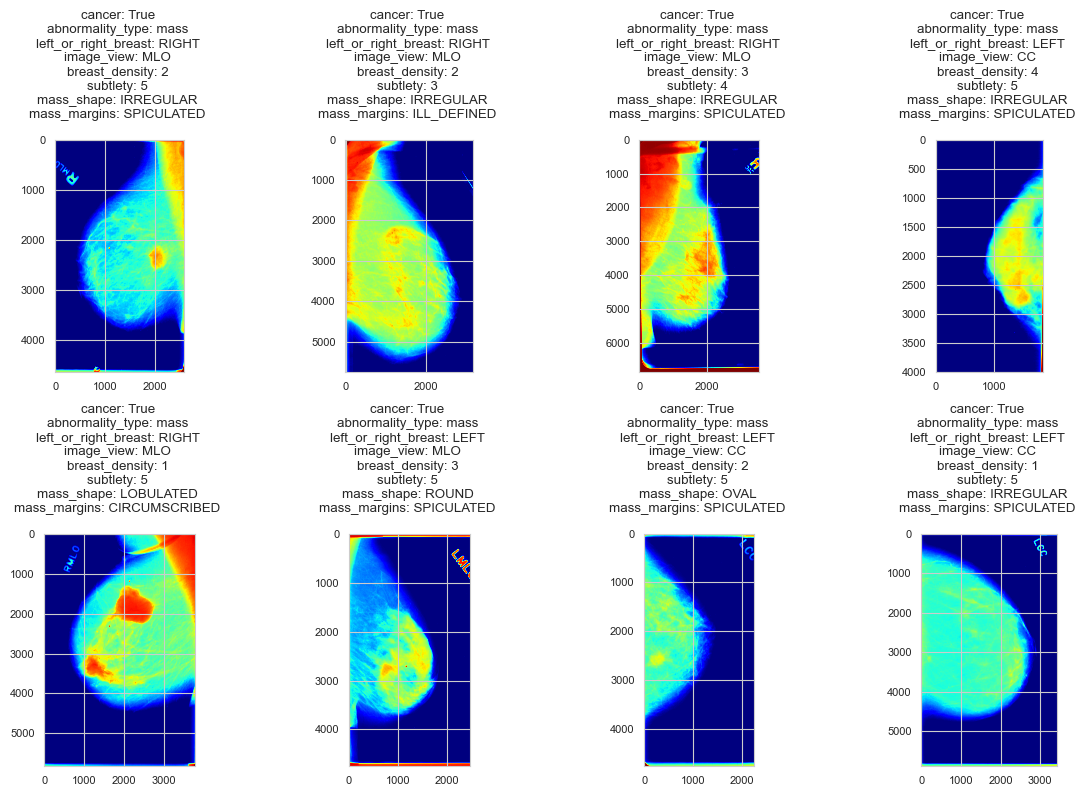 cancer: True
abnormality_type: mass
left_or_right_breast: RIGHT
image_view: MLO
breast_density: 2
subtlety: 5
mass_shape: IRREGULAR
mass_margins: SPICULATED
0
1000
2000
3000
4000
0
2000
R
MLO
cancer: True
abnormality_type: mass
left_or_right_breast: RIGHT
image_view: MLO
breast_density: 2
subtlety: 3
mass_shape: IRREGULAR
mass_margins: ILL_DEFINED
0
1000
2000
3000
4000
5000
0
2000
cancer: True
abnormality_type: mass
left_or_right_breast: RIGHT
image_view: MLO
breast_density: 3
subtlety: 4
mass_shape: IRREGULAR
mass_margins: SPICULATED
0
1000
2000
3000
4000
5000
6000
0
2000
cancer: True
abnormality_type: mass
left_or_right_breast: LEFT
image_view: CC
breast_density: 4
subtlety: 5
mass_shape: IRREGULAR
mass_margins: SPICULATED
0
500
1000
1500
2000
2500
3000
3500
4000
0
1000
cancer: True
abnormality_type: mass
left_or_right_breast: RIGHT
image_view: MLO
breast_density: 1
subtlety: 5
mass_shape: LOBULATED
mass_margins: CIRCUMSCRIBED
0
1000
2000
3000
4000
5000
0
1000
2000
3000
RMLO
cancer: True
abnormality_type: mass
left_or_right_breast: LEFT
image_view: MLO
breast_density: 3
subtlety: 5
mass_shape: ROUND
mass_margins: SPICULATED
0
1000
2000
3000
4000
0
1000
2000
LMLO
cancer: True
abnormality_type: mass
left_or_right_breast: LEFT
image_view: CC
breast_density: 2
subtlety: 5
mass_shape: OVAL
mass_margins: SPICULATED
0
1000
2000
3000
4000
0
1000
2000
LCC
cancer: True
abnormality_type: mass
left_or_right_breast: LEFT
image_view: CC
breast_density: 1
subtlety: 5
mass_shape: IRREGULAR
mass_margins: SPICULATED
0
1000
2000
3000
4000
5000
0
1000
2000
3000
LCC